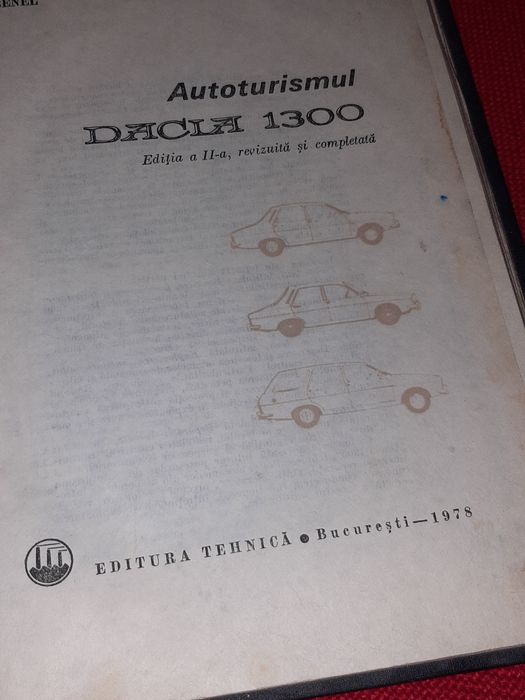 Autoturismul
DACIA 1300
Ediția a II-a, revizuită și completată
EDITURA TEHNICĂ ● București—1978